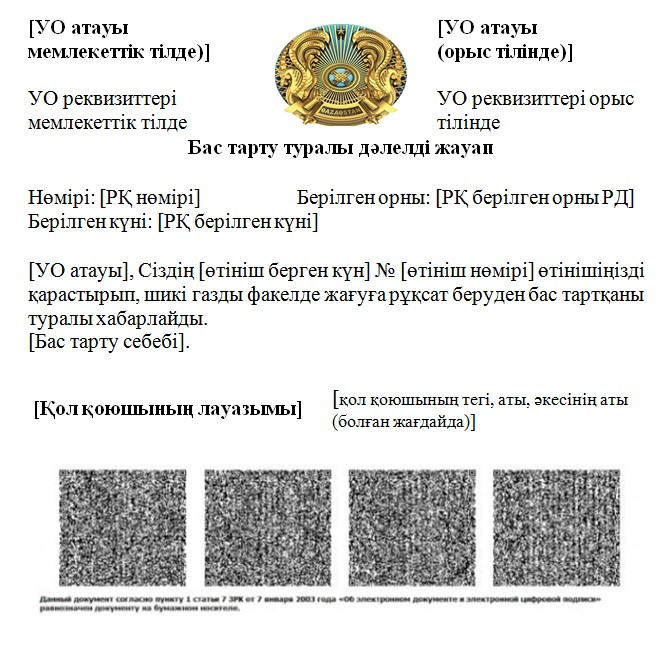 [УО атауы
мемлекеттік тілде)]
[УО атауы
(орыс тілінде)]
УО реквизиттері
мемлекеттік тілде
УО реквизиттері орыс
тілінде
QAZAQSTAN
Бас тарту туралы дәлелді жауап
Нөмірі: [РҚ нөмірі] Берілген орны: [РҚ берілген орны РД]
Берілген күні: [РҚ берілген күні]
[УО атауы], Сіздің [өтініш берген күн] № [өтініш нөмірі] өтінішіңізді
қарастырып, шикі газды факелде жағуға рұқсат беруден бас тартқаны
туралы хабарлайды.
[Бас тарту себебі].
[Қол қоюшының лауазымы]
[қол қоюшының тегі, аты, әкесінің аты
(болған жағдайда)]
Данный документ согласно пункту 1 статьи 7 ЗРК от 7 января 2003 года «Об электронном документе и электронной цифровой подписи»
равнозначен документу на бумажном носителе.